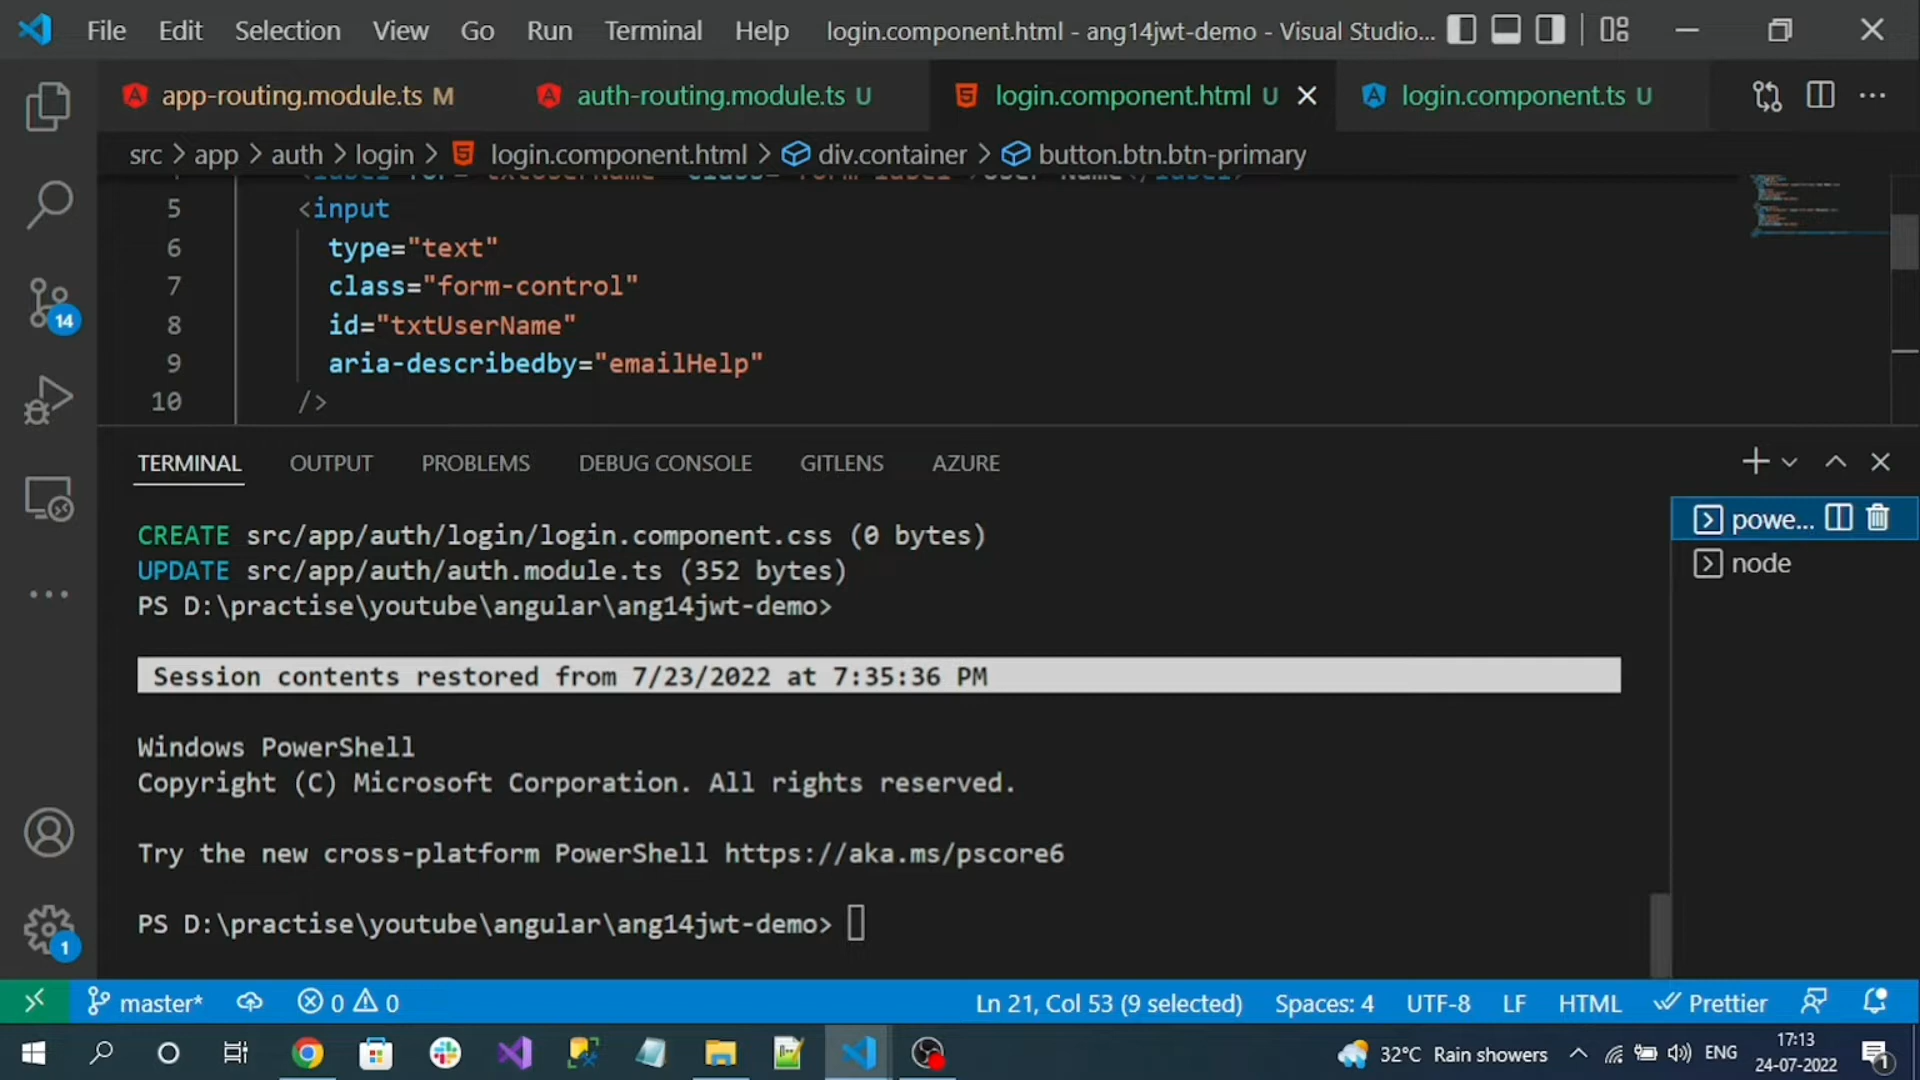 File Edit Selection View Go Run Terminal Help login.component.html - ang14jwt-demo - Visual Studio...
app-routing.module.ts M auth-routing.module.ts U login.component.html U login.component.ts U
src > app > auth > login > login.component.html > div.container > button.btn.btn-primary
5 <input
6 type="text"
7 class="form-control"
8 id="txtUserName"
9 aria-describedby="emailHelp"
10 />
TERMINAL OUTPUT PROBLEMS DEBUG CONSOLE GITLENS AZURE
CREATE src/app/auth/login/login.component.css (0 bytes)
UPDATE src/app/auth/auth.module.ts (352 bytes)
PS D:\practise\youtube\angular\ang14jwt-demo>
Session contents restored from 7/23/2022 at 7:35:36 PM
Windows PowerShell
Copyright (C) Microsoft Corporation. All rights reserved.
Try the new cross-platform PowerShell https://aka.ms/pscore6
PS D:\practise\youtube\angular\ang14jwt-demo>
powe...
node
14
1
master* 0 0 Ln 21, Col 53 (9 selected) Spaces: 4 UTF-8 LF HTML Prettier
32°C Rain showers ENG 17:13
24-07-2022
1